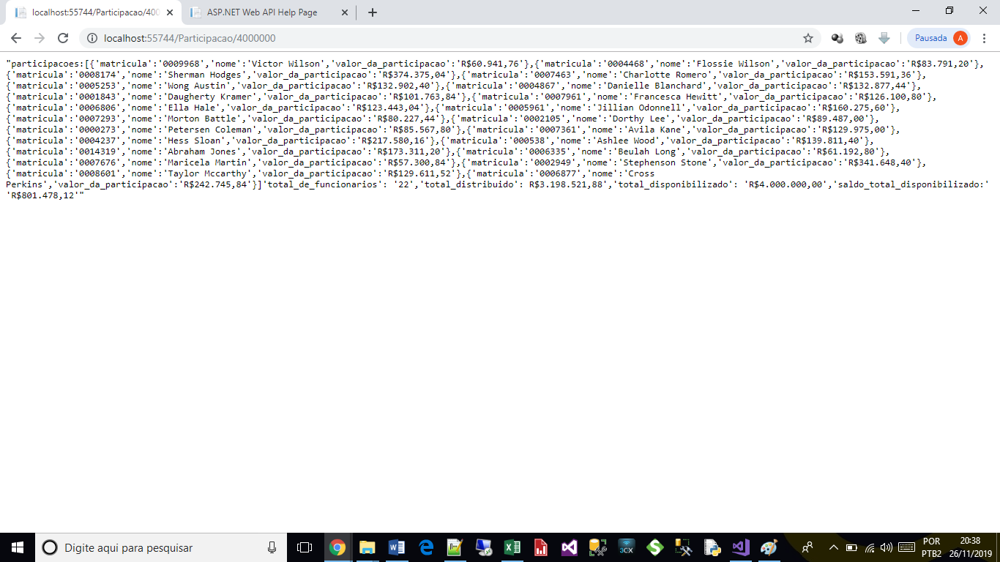 localhost:55744/Participacao/400
ASP.NET Web API Help Page
localhost:55744/Participacao/4000000
Pausada
A
"participacoes:[{'matricula':'0009968','nome':'Victor Wilson','valor_da_participacao':'R$60.941,76'},{'matricula':'0004468','nome':'Flossie Wilson','valor_da_participacao':'R$83.791,20'},
{'matricula':'0008174','nome':'Sherman Hodges','valor_da_participacao':'R$374.375,04'},{'matricula':'0007463','nome':'Charlotte Romero','valor_da_participacao':'R$153.591,36'},
{'matricula':'0005253','nome':'Wong Austin','valor_da_participacao':'R$132.902,40'},{'matricula':'0004867','nome':'Danielle Blanchard','valor_da_participacao':'R$132.877,44'},
{'matricula':'0001843','nome':'Daugherty Kramer','valor_da_participacao':'R$101.763,84'},{'matricula':'0007961','nome':'Francesca Hewitt','valor_da_participacao':'R$126.100,80'},
{'matricula':'0006806','nome':'Ella Hale','valor_da_participacao':'R$123.443,04'},{'matricula':'0005961','nome':'Jillian Odonnell','valor_da_participacao':'R$160.275,60'},
{'matricula':'0007293','nome':'Morton Battle','valor_da_participacao':'R$80.227,44'},{'matricula':'0002105','nome':'Dorthy Lee','valor_da_participacao':'R$89.487,00'},
{'matricula':'0000273','nome':'Petersen Coleman','valor_da_participacao':'R$85.567,80'},{'matricula':'0007361','nome':'Avila Kane','valor_da_participacao':'R$129.975,00'},
{'matricula':'0004237','nome':'Hess Sloan','valor_da_participacao':'R$217.580,16'},{'matricula':'000538','nome':'Ashlee Wood','valor_da_participacao':'R$139.811,40'},
{'matricula':'0014319','nome':'Abraham Jones','valor_da_participacao':'R$173.311,20'},{'matricula':'0006335','nome':'Beulah Long','valor_da_participacao':'R$61.192,80'},
{'matricula':'0007676','nome':'Maricela Martin','valor_da_participacao':'R$57.300,84'},{'matricula':'0002949','nome':'Stephenson Stone','valor_da_participacao':'R$341.648,40'},
{'matricula':'0008601','nome':'Taylor Mccarthy','valor_da_participacao':'R$129.611,52'},{'matricula':'0006877','nome':'Cross
Perkins','valor_da_participacao':'R$242.745,84'}]'total_de_funcionarios': '22','total_distribuido': R$3.198.521,88','total_disponibilizado': 'R$4.000.000,00','saldo_total_disponibilizado:'
'R$801.478,12'"
Digite aqui para pesquisar
3CX
POR
PTB2
20:38
26/11/2019